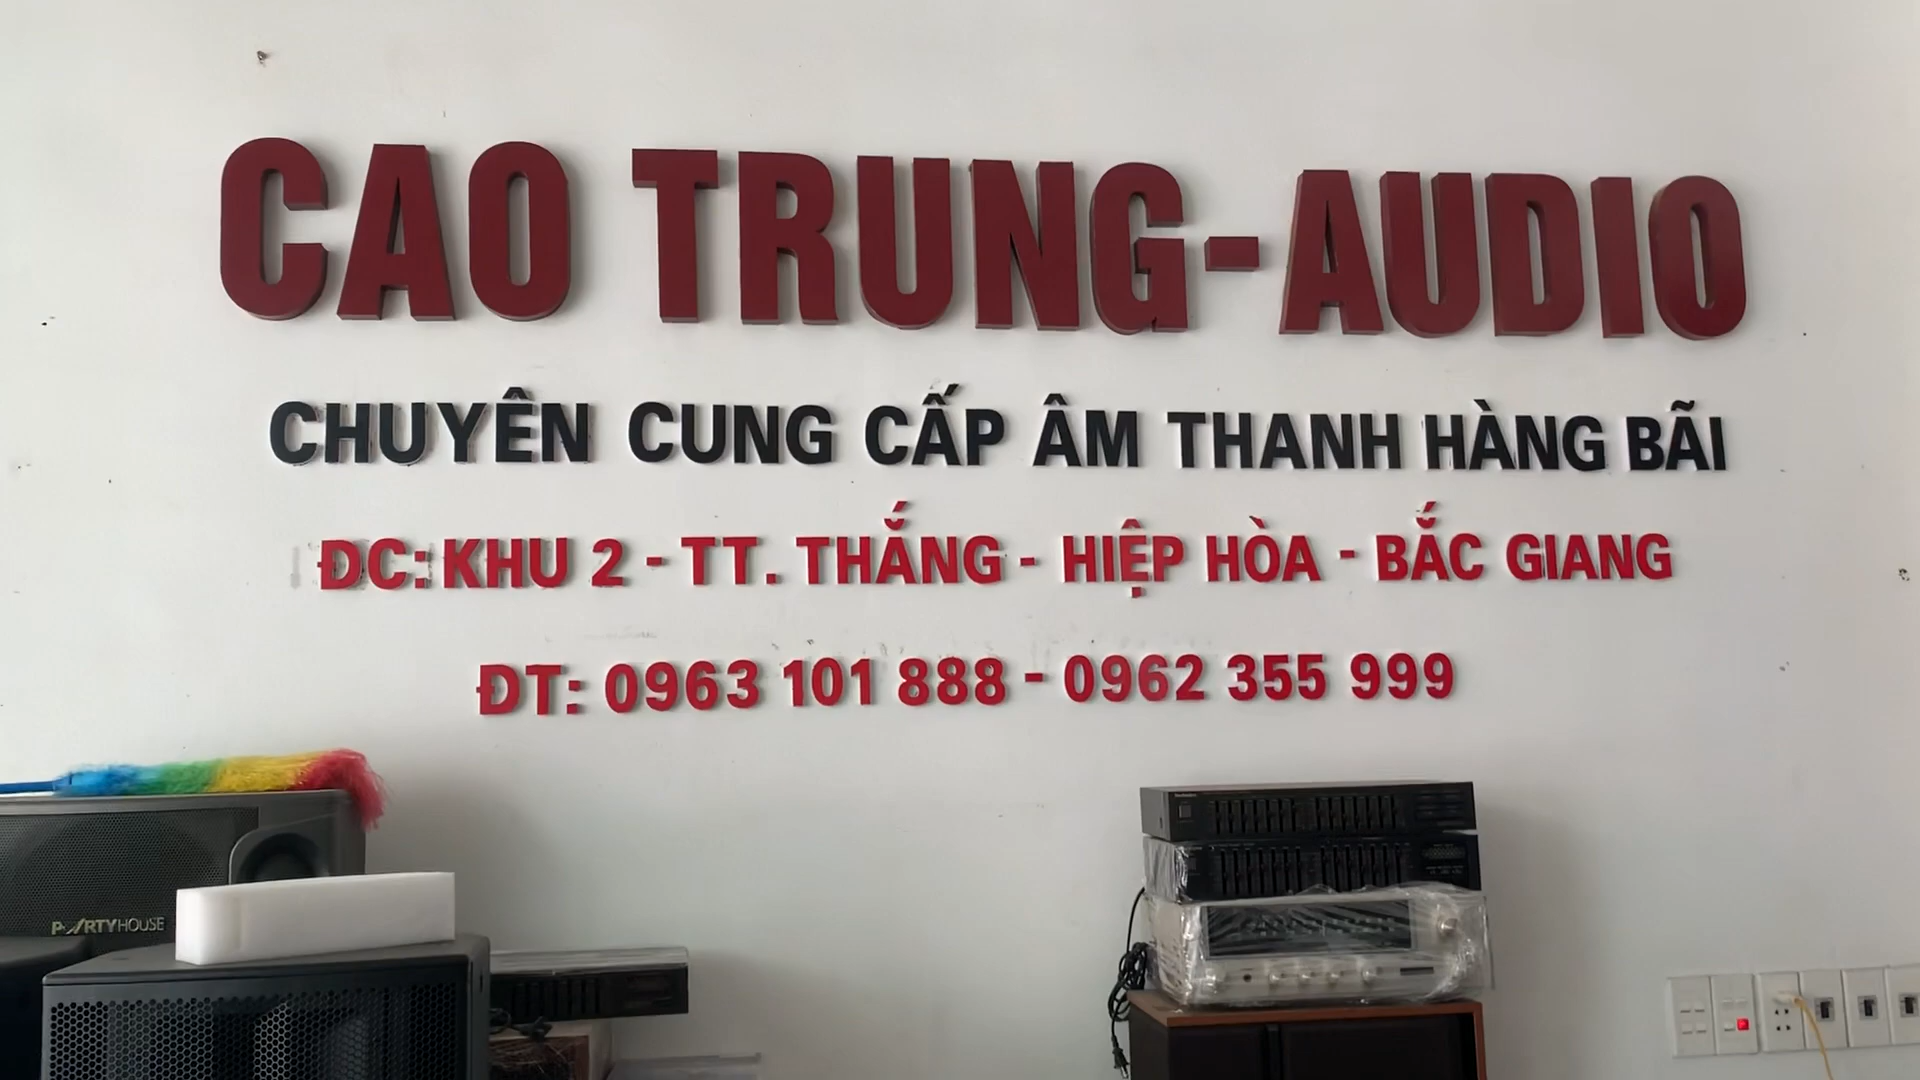 CAO TRUNG-AUDIO
CHUYÊN CUNG CẤP ÂM THANH HÀNG BÃI
ĐC: KHU 2 - TT. THẮNG - HIỆP HÒA - BẮC GIANG
ĐT: 0963 101 888 - 0962 355 999
PARTYHOUSE